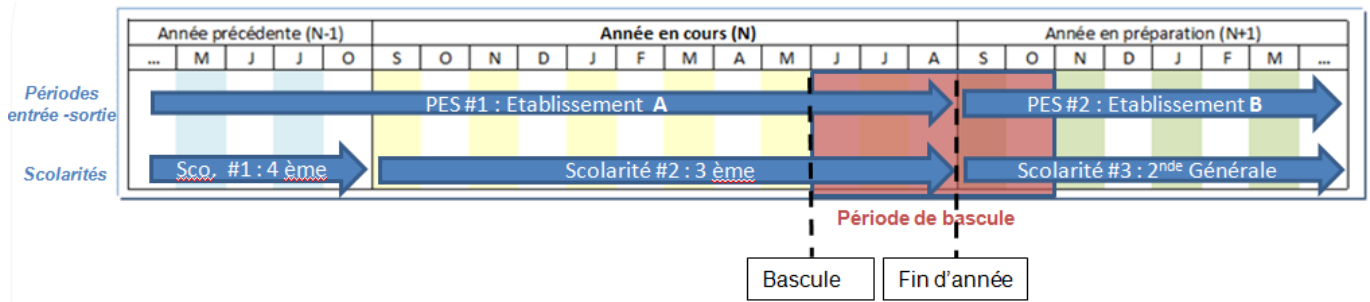 Année précédente (N-1) Année en cours (N) Année en préparation (N+1)
... M J J O S O N D J F M A M J J A S O N D J F M ...
Périodes
entrée -sortie
PES #1 : Etablissement A PES #2 : Etablissement B
Scolarités
Sco. #1 : 4 ème Scolarité #2 : 3 ème Scolarité #3 : 2nde Générale
Période de bascule
Bascule Fin d'année